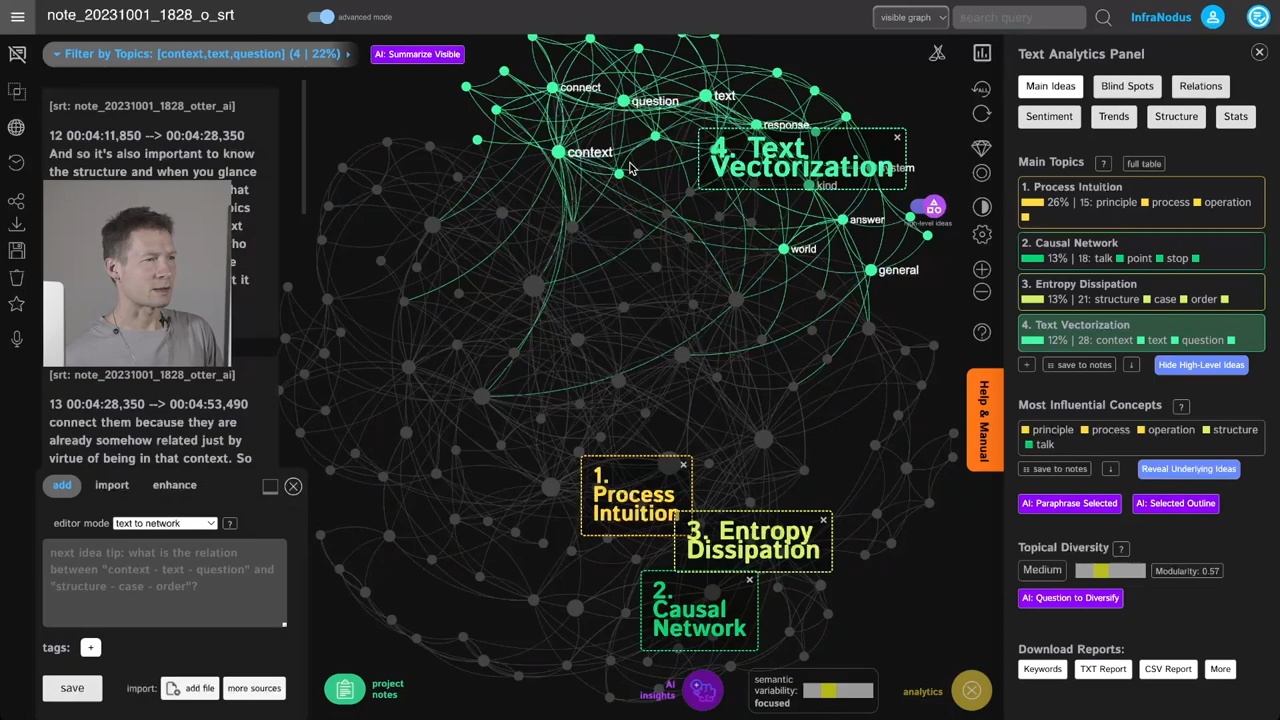 note_20231001_1828_o_srt
advanced mode
visible graph
search query
InfraNodus
Filter by Topics: [context,text,question] (4 | 22%)
AI: Summarize Visible
[srt: note_20231001_1828_otter_ai]
12 00:04:11,850 --> 00:04:28,350
And so it's also important to know
the structure and when you glance
[srt: note_20231001_1828_otter_ai]
13 00:04:28,350 --> 00:04:53,490
connect them because they are
already somehow related just by
virtue of being in that context. So
add
import
enhance
editor mode
text to network
?
next idea tip: what is the relation
between "context - text - question" and
"structure - case - order"?
tags:
+
save
import:
add file
more sources
connect
question
text
response
context
4. Text
Vectorization
kind
answer
world
general
high-level ideas
1.
Process
Intuition
3. Entropy
Dissipation
2.
Causal
Network
project
notes
AI
insights
semantic
variability:
focused
analytics
ALL
Help & Manual
Text Analytics Panel
Main Ideas
Blind Spots
Relations
Sentiment
Trends
Structure
Stats
Main Topics
?
full table
1. Process Intuition
26% | 15: principle process operation
2. Causal Network
13% | 18: talk point stop
3. Entropy Dissipation
13% | 21: structure case order
4. Text Vectorization
12% | 28: context text question
+
save to notes
↓
Hide High-Level Ideas
Most Influential Concepts
?
principle process operation structure
talk
save to notes
↓
Reveal Underlying Ideas
AI: Paraphrase Selected
AI: Selected Outline
Topical Diversity
?
Medium
Modularity: 0.57
AI: Question to Diversify
Download Reports:
Keywords
TXT Report
CSV Report
More